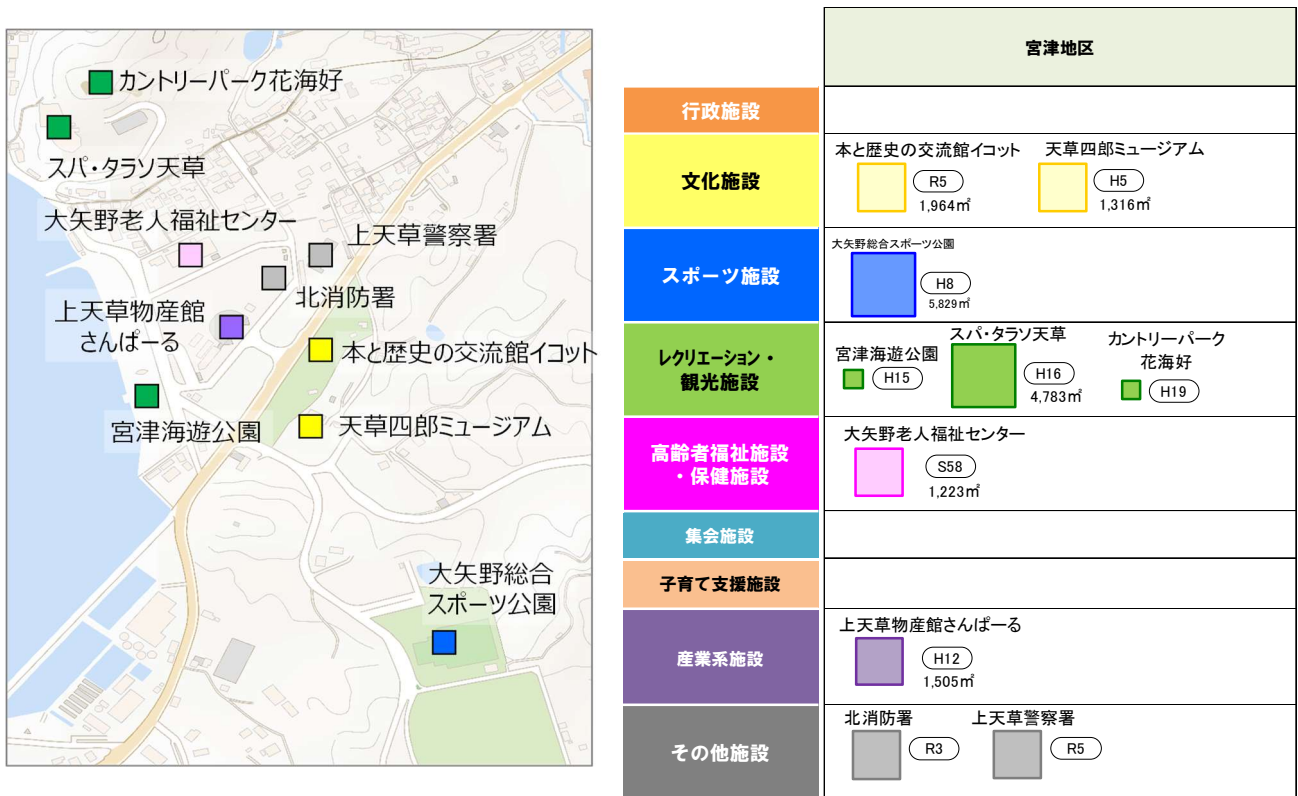 カントリーパーク花海好
スパ・タラソ天草
大矢野老人福祉センター
上天草警察署
北消防署
上天草物産館
さんぱーる
本と歴史の交流館イコット
宮津海遊公園
天草四郎ミュージアム
大矢野総合
スポーツ公園
宮津地区
行政施設
文化施設
本と歴史の交流館イコット
R5
1,964㎡
天草四郎ミュージアム
H5
1,316㎡
スポーツ施設
大矢野総合スポーツ公園
H8
5,829㎡
レクリエーション・
観光施設
宮津海遊公園
H15
スパ・タラソ天草
H16
4,783㎡
カントリーパーク
花海好
H19
高齢者福祉施設
・保健施設
大矢野老人福祉センター
S58
1,223㎡
集会施設
子育て支援施設
産業系施設
上天草物産館さんぱーる
H12
1,505㎡
その他施設
北消防署
R3
上天草警察署
R5